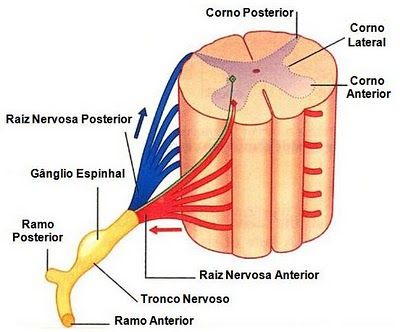 Corno Posterior
Corno
Lateral
Corno
Anterior
Raiz Nervosa Posterior
Gânglio Espinhal
Ramo
Posterior
Raiz Nervosa Anterior
Tronco Nervoso
Ramo Anterior